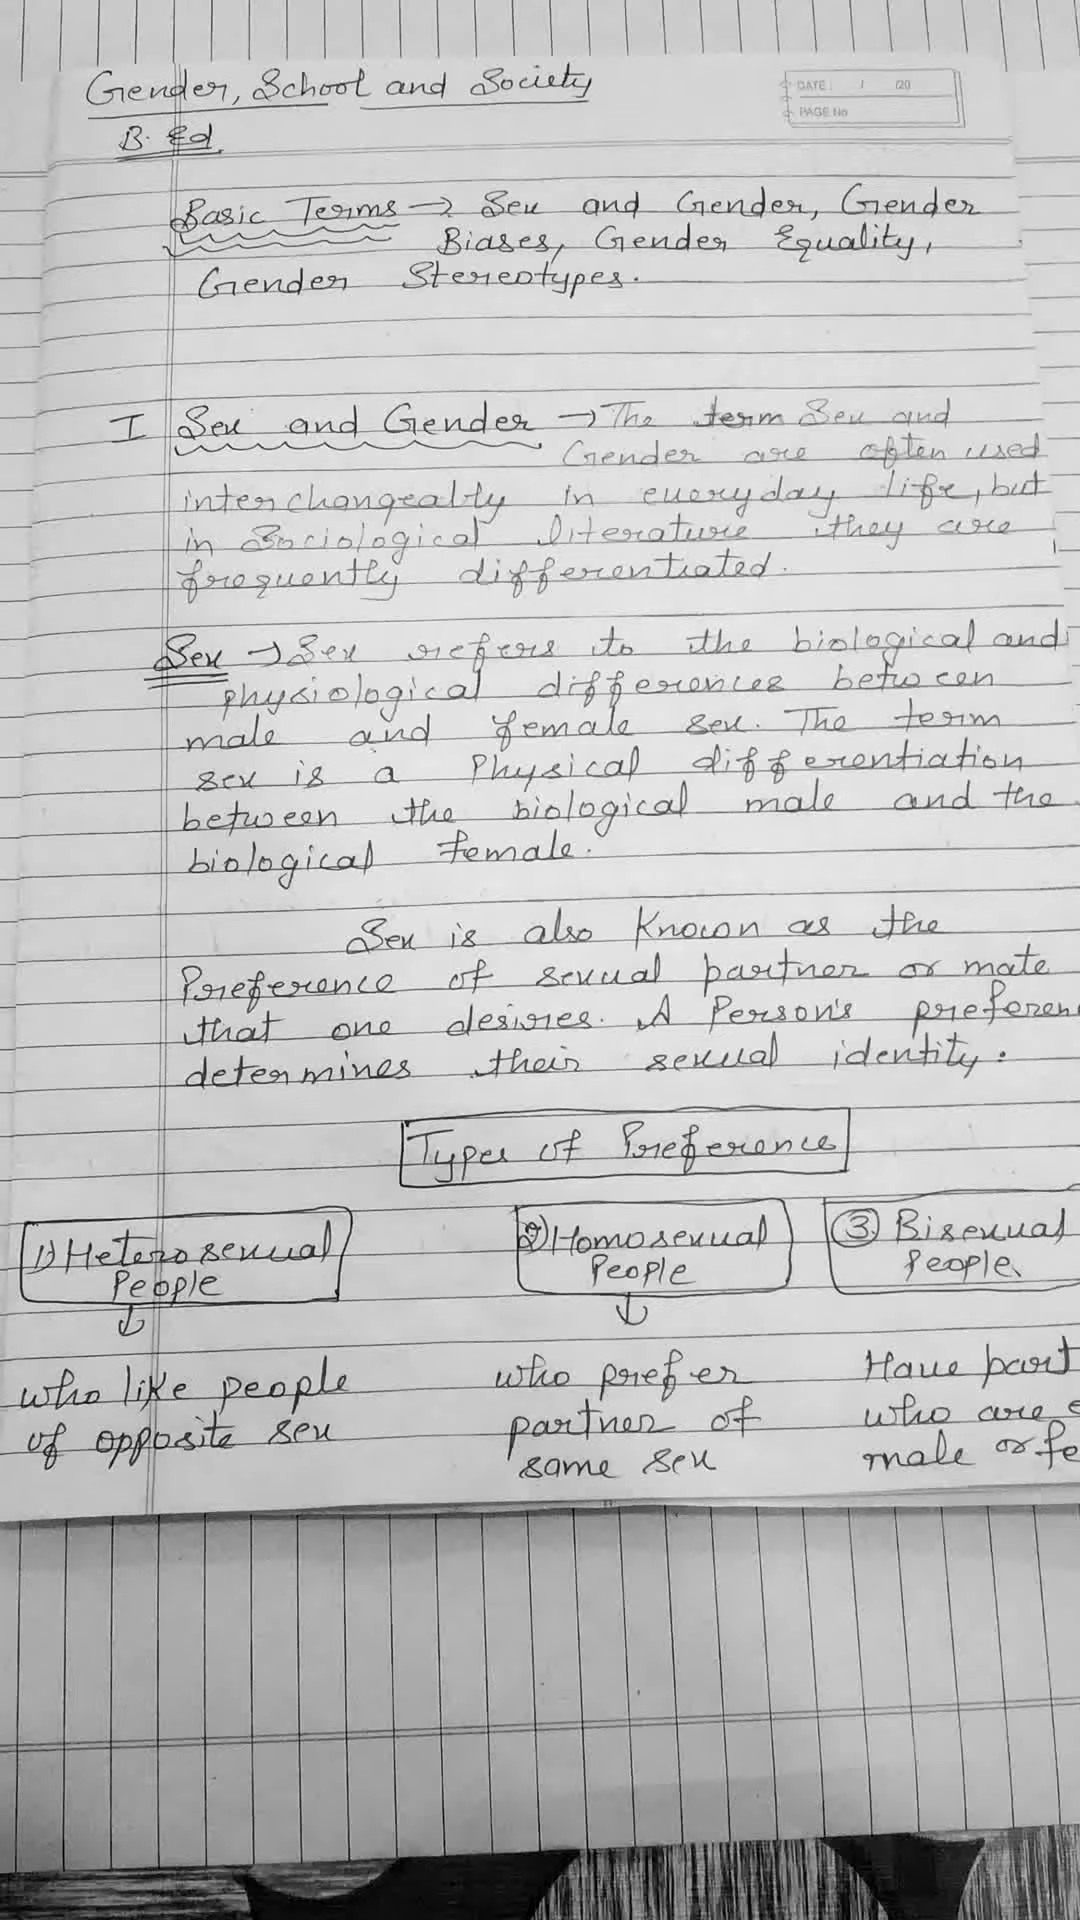 Gender, School and Society
B. Ed.
DATE: / /20
PAGE No
Basic Terms → Sex and Gender, Gender
Biases, Gender Equality,
Gender Stereotypes.
I Sex and Gender → The term Sex and
Gender are often used
interchangealty in everyday life, but
in Sociological literature they are
frequently differentiated.
Sex → Sex refers to the biological and
physiological differences between
male and female sex. The term
sex is a Physical differentiation
between the biological male and the
biological female.
Sex is also Known as the
Preference of sexual partner or mate
that one desires. A Person's preferen
determines their sexual identity.
Types of Preference
1) Heterosexual 2) Homosexual 3 Bisexual
People People People
who like people who prefer Have part
of opposite sex partner of who are
same sex male or fe